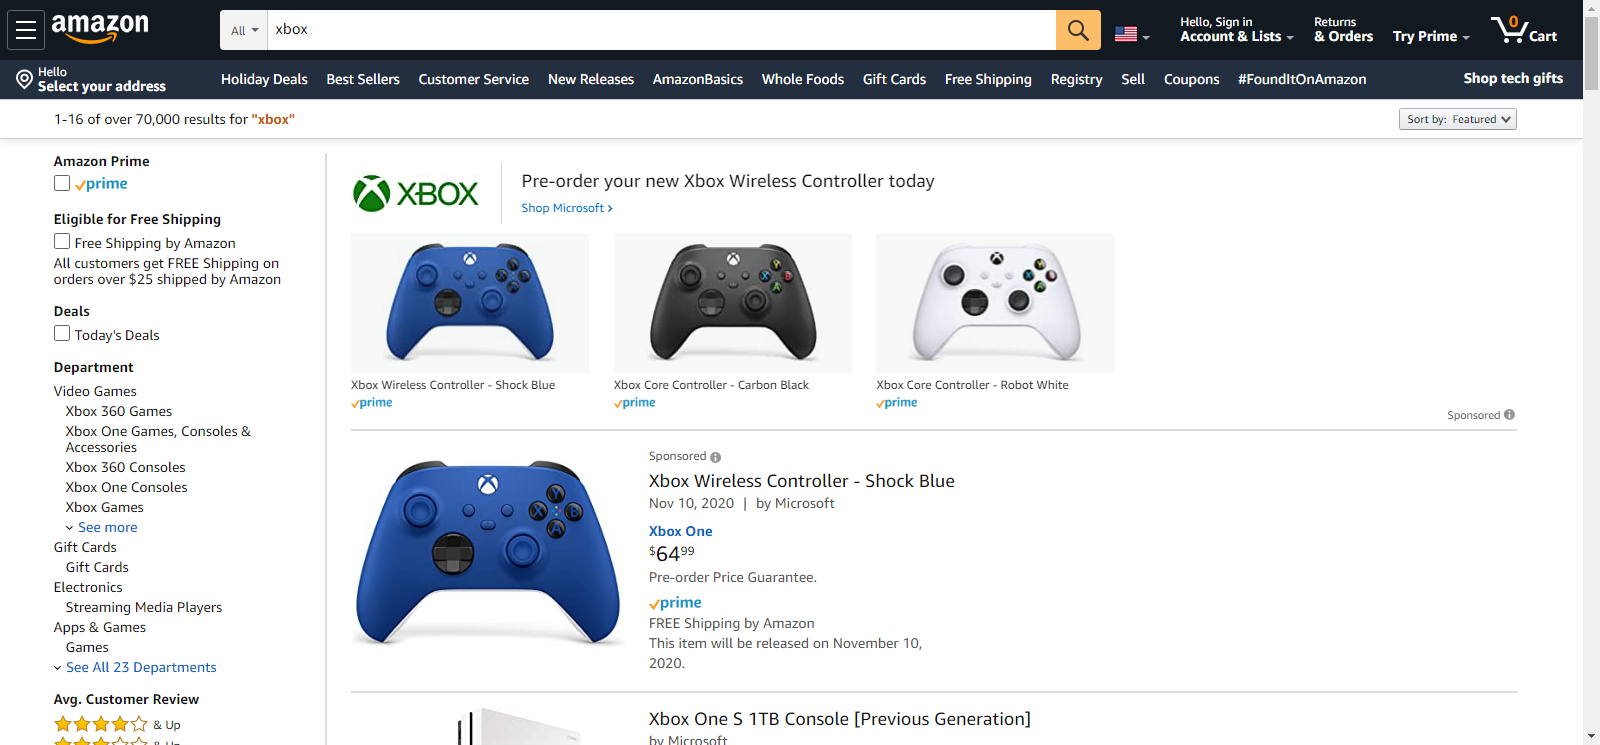 amazon
All
xbox
Hello, Sign in
Account & Lists
Returns
& Orders
Try Prime
0
Cart
Hello
Select your address
Holiday Deals
Best Sellers
Customer Service
New Releases
AmazonBasics
Whole Foods
Gift Cards
Free Shipping
Registry
Sell
Coupons
#FoundItOnAmazon
Shop tech gifts
1-16 of over 70,000 results for "xbox"
Sort by: Featured
Amazon Prime
prime
Eligible for Free Shipping
Free Shipping by Amazon
All customers get FREE Shipping on
orders over $25 shipped by Amazon
Deals
Today's Deals
Department
Video Games
Xbox 360 Games
Xbox One Games, Consoles &
Accessories
Xbox 360 Consoles
Xbox One Consoles
Xbox Games
See more
Gift Cards
Gift Cards
Electronics
Streaming Media Players
Apps & Games
Games
See All 23 Departments
Avg. Customer Review
& Up
& Up
XBOX
Pre-order your new Xbox Wireless Controller today
Shop Microsoft ›
Xbox Wireless Controller - Shock Blue
prime
Xbox Core Controller - Carbon Black
prime
Xbox Core Controller - Robot White
prime
Sponsored
Sponsored
Xbox Wireless Controller - Shock Blue
Nov 10, 2020 | by Microsoft
Xbox One
$6499
Pre-order Price Guarantee.
prime
FREE Shipping by Amazon
This item will be released on November 10,
2020.
Y
X B
A
Xbox One S 1TB Console [Previous Generation]
by Microsoft